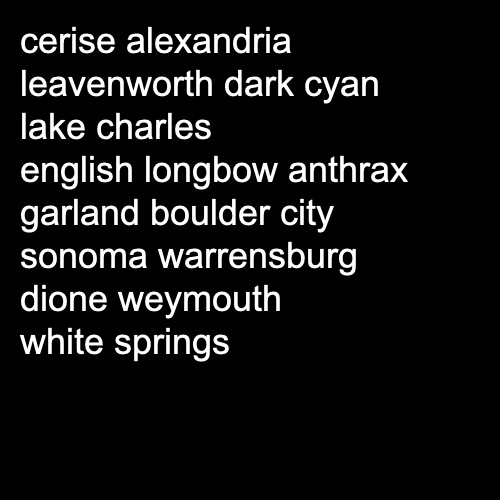 cerise alexandria
leavenworth dark cyan
lake charles
english longbow anthrax
garland boulder city
sonoma warrensburg
dione weymouth
white springs